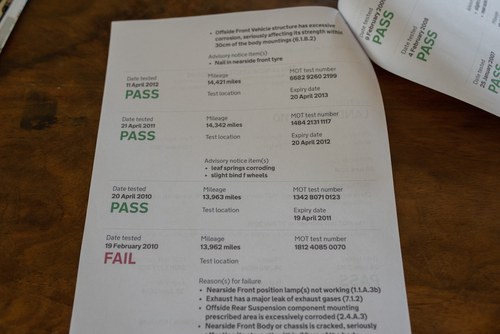 • Offside Front Vehicle structure has excessive
corrosion, seriously affecting its strength within
30cm of the body mountings (6.1.B.2)
Advisory notice item(s)
• Nail in nearside front tyre
Date tested
11 April 2012
PASS
Mileage
14,421 miles
Test location
MOT test number
6682 9260 2199
Expiry date
20 April 2013
Date tested
21 April 2011
PASS
Mileage
14,342 miles
Test location
MOT test number
1484 2131 1117
Expiry date
20 April 2012
Advisory notice item(s)
• leaf springs corroding
• slight bind f wheels
Date tested
20 April 2010
PASS
Mileage
13,963 miles
Test location
MOT test number
1342 8071 0123
Expiry date
19 April 2011
Date tested
19 February 2010
FAIL
Mileage
13,962 miles
Test location
MOT test number
1812 4085 0070
Reason(s) for failure
• Nearside Front position lamp(s) not working (1.1.A.3b)
• Exhaust has a major leak of exhaust gases (7.1.2)
• Offside Rear Suspension component mounting
prescribed area is excessively corroded (2.4.A.3)
• Nearside Front Body or chassis is cracked, seriously
PASS
Date tested
PASS